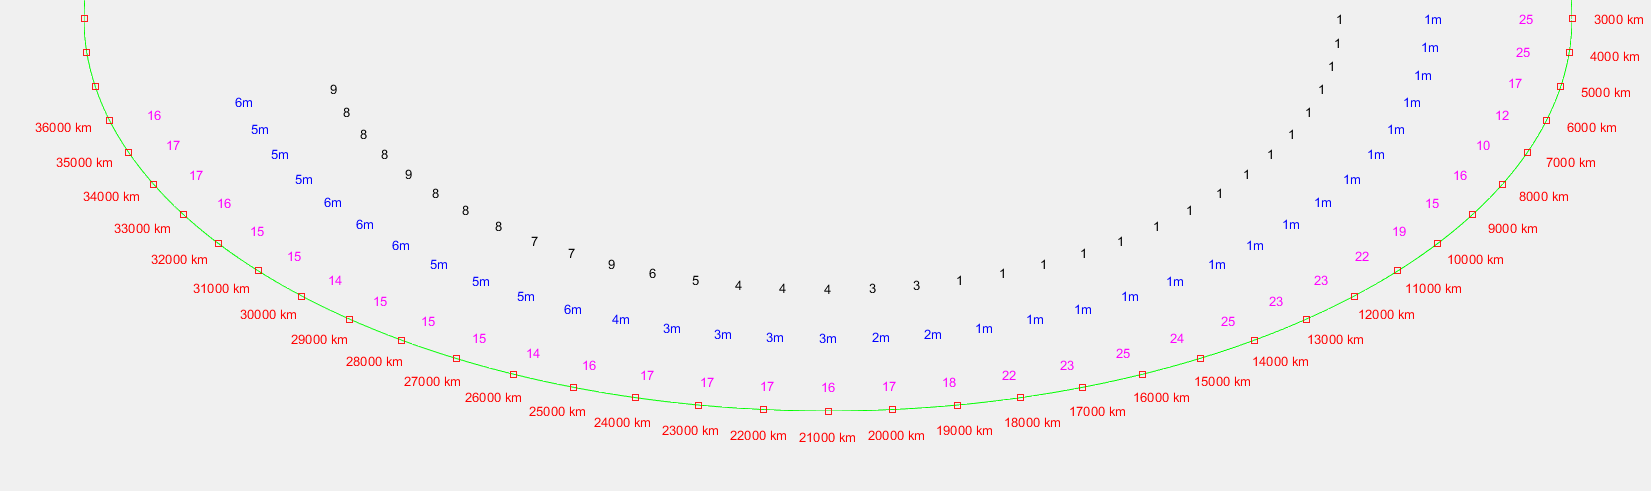 9 8 8 8 9 8 8 8 7 7 9 6 5 4 4 4 3 3 1 1 1 1 1 1 1 1 1 1 1 1 1 1 1 1
6m 5m 5m 5m 6m 6m 6m 5m 5m 5m 6m 4m 3m 3m 3m 3m 2m 2m 1m 1m 1m 1m 1m 1m 1m 1m 1m 1m 1m 1m 1m 1m 1m 1m
16 17 17 16 15 15 14 15 15 15 14 16 17 17 17 16 17 18 22 23 25 24 25 23 23 22 19 15 16 10 12 17 25 25
36000 km
35000 km
34000 km
33000 km
32000 km
31000 km
30000 km
29000 km
28000 km
27000 km
26000 km
25000 km
24000 km
23000 km
22000 km
21000 km
20000 km
19000 km
18000 km
17000 km
16000 km
15000 km
14000 km
13000 km
12000 km
11000 km
10000 km
9000 km
8000 km
7000 km
6000 km
5000 km
4000 km
3000 km